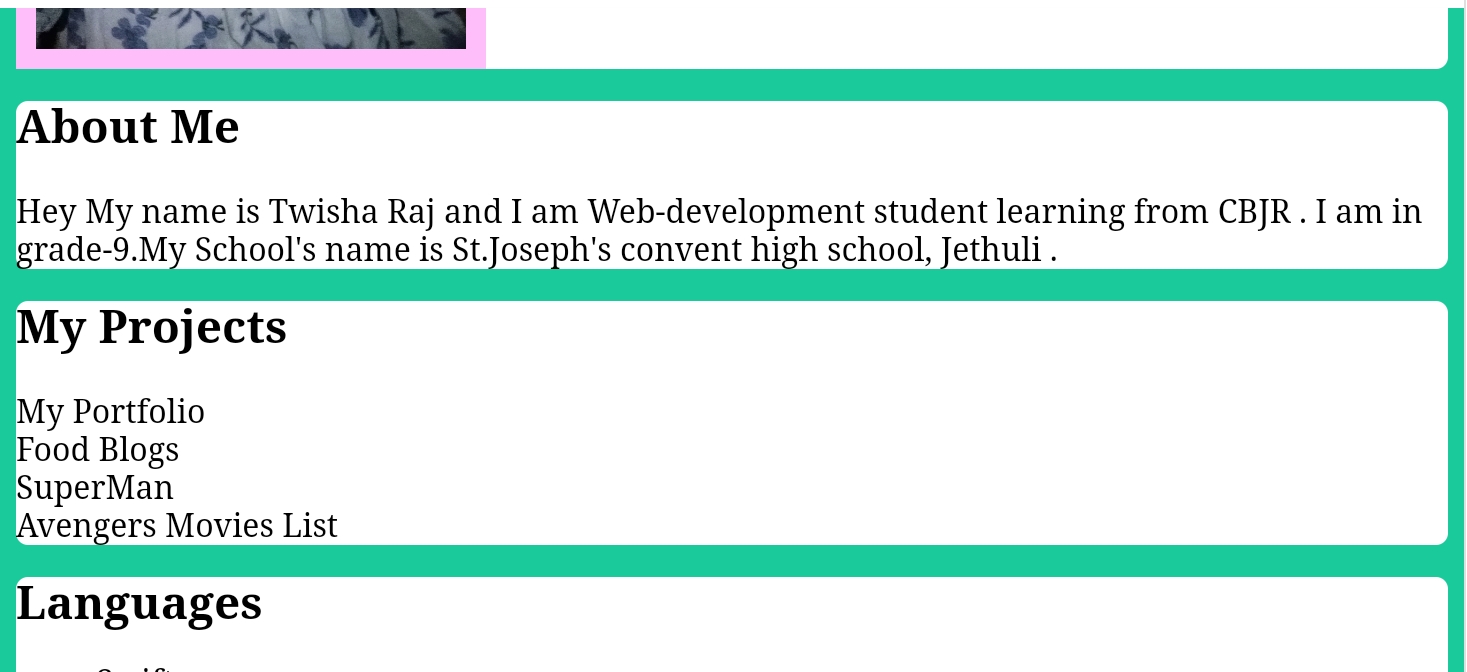 About Me
Hey My name is Twisha Raj and I am Web-development student learning from CBJR . I am in
grade-9.My School's name is St.Joseph's convent high school, Jethuli .
My Projects
My Portfolio
Food Blogs
SuperMan
Avengers Movies List
Languages